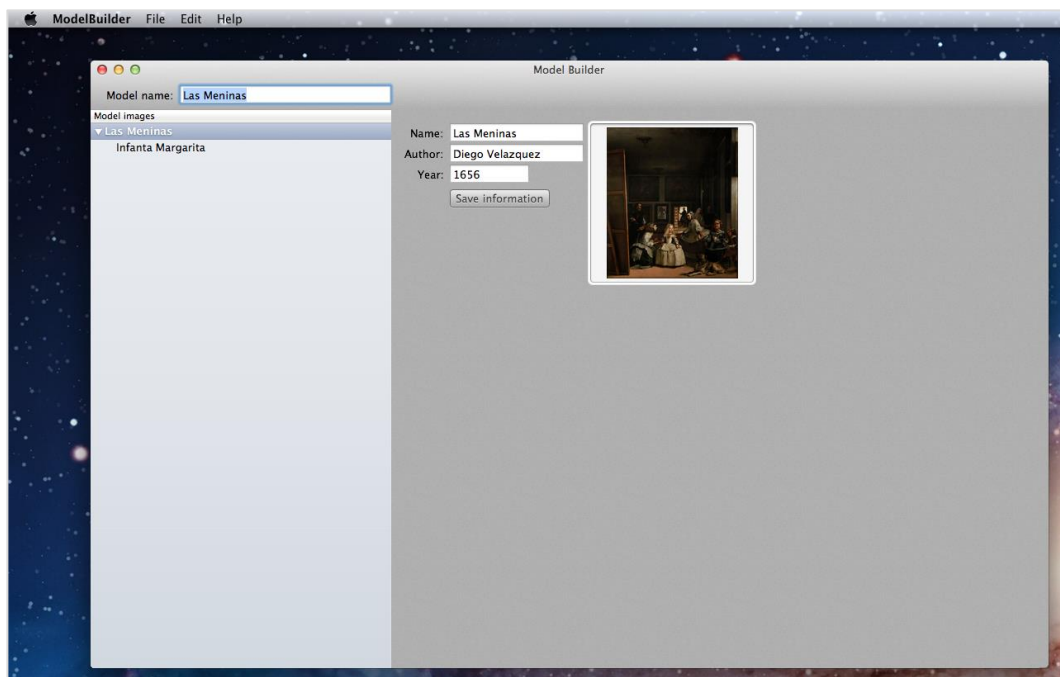 ModelBuilder File Edit Help
Model Builder
Model name: Las Meninas
Model images
Las Meninas
Infanta Margarita
Name: Las Meninas
Author: Diego Velazquez
Year: 1656
Save information